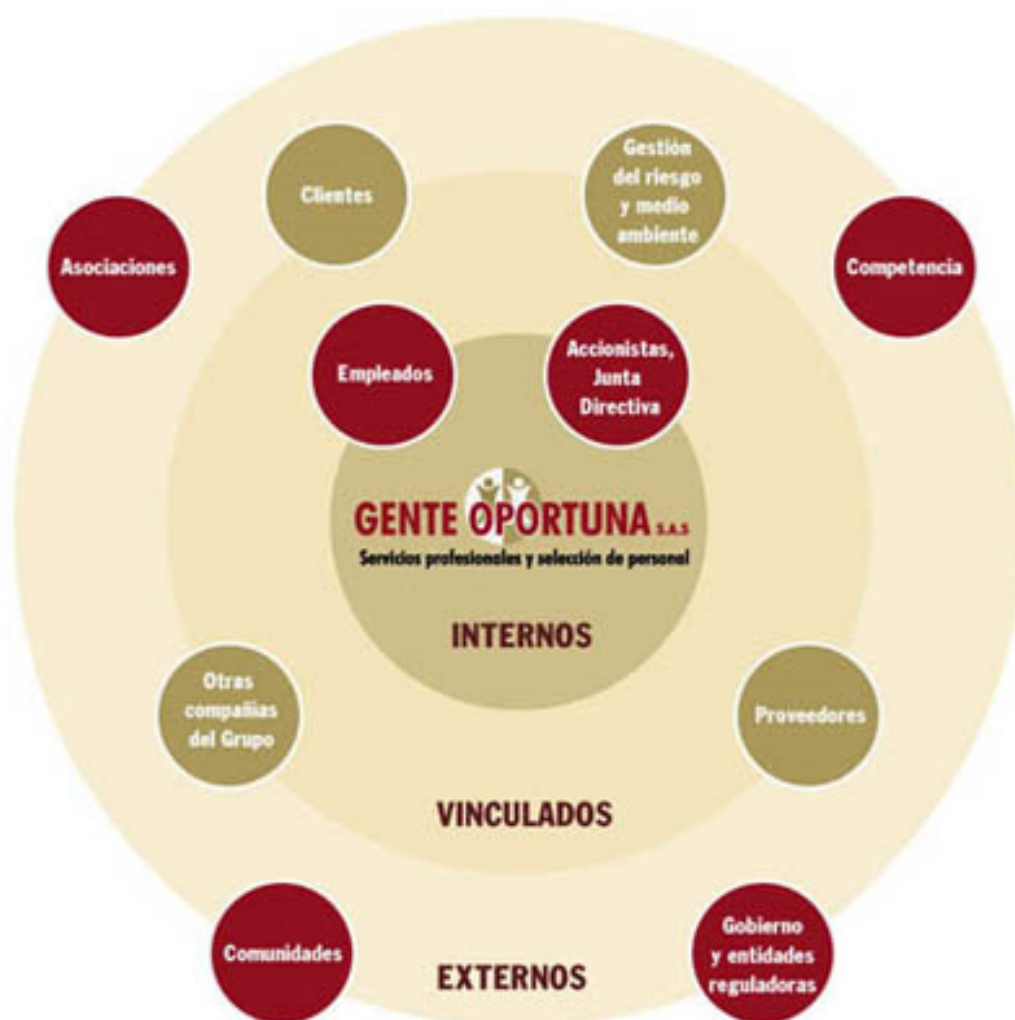 Clientes
Gestión
del riesgo
y medio
ambiente
Asociaciones
Competencia
Empleados
Accionistas,
Junta
Directiva
GENTE OPORTUNA S.A.S
Servicios profesionales y selección de personal
INTERNOS
Otras
compañías
del Grupo
Proveedores
VINCULADOS
Comunidades
EXTERNOS
Gobierno
y entidades
reguladoras